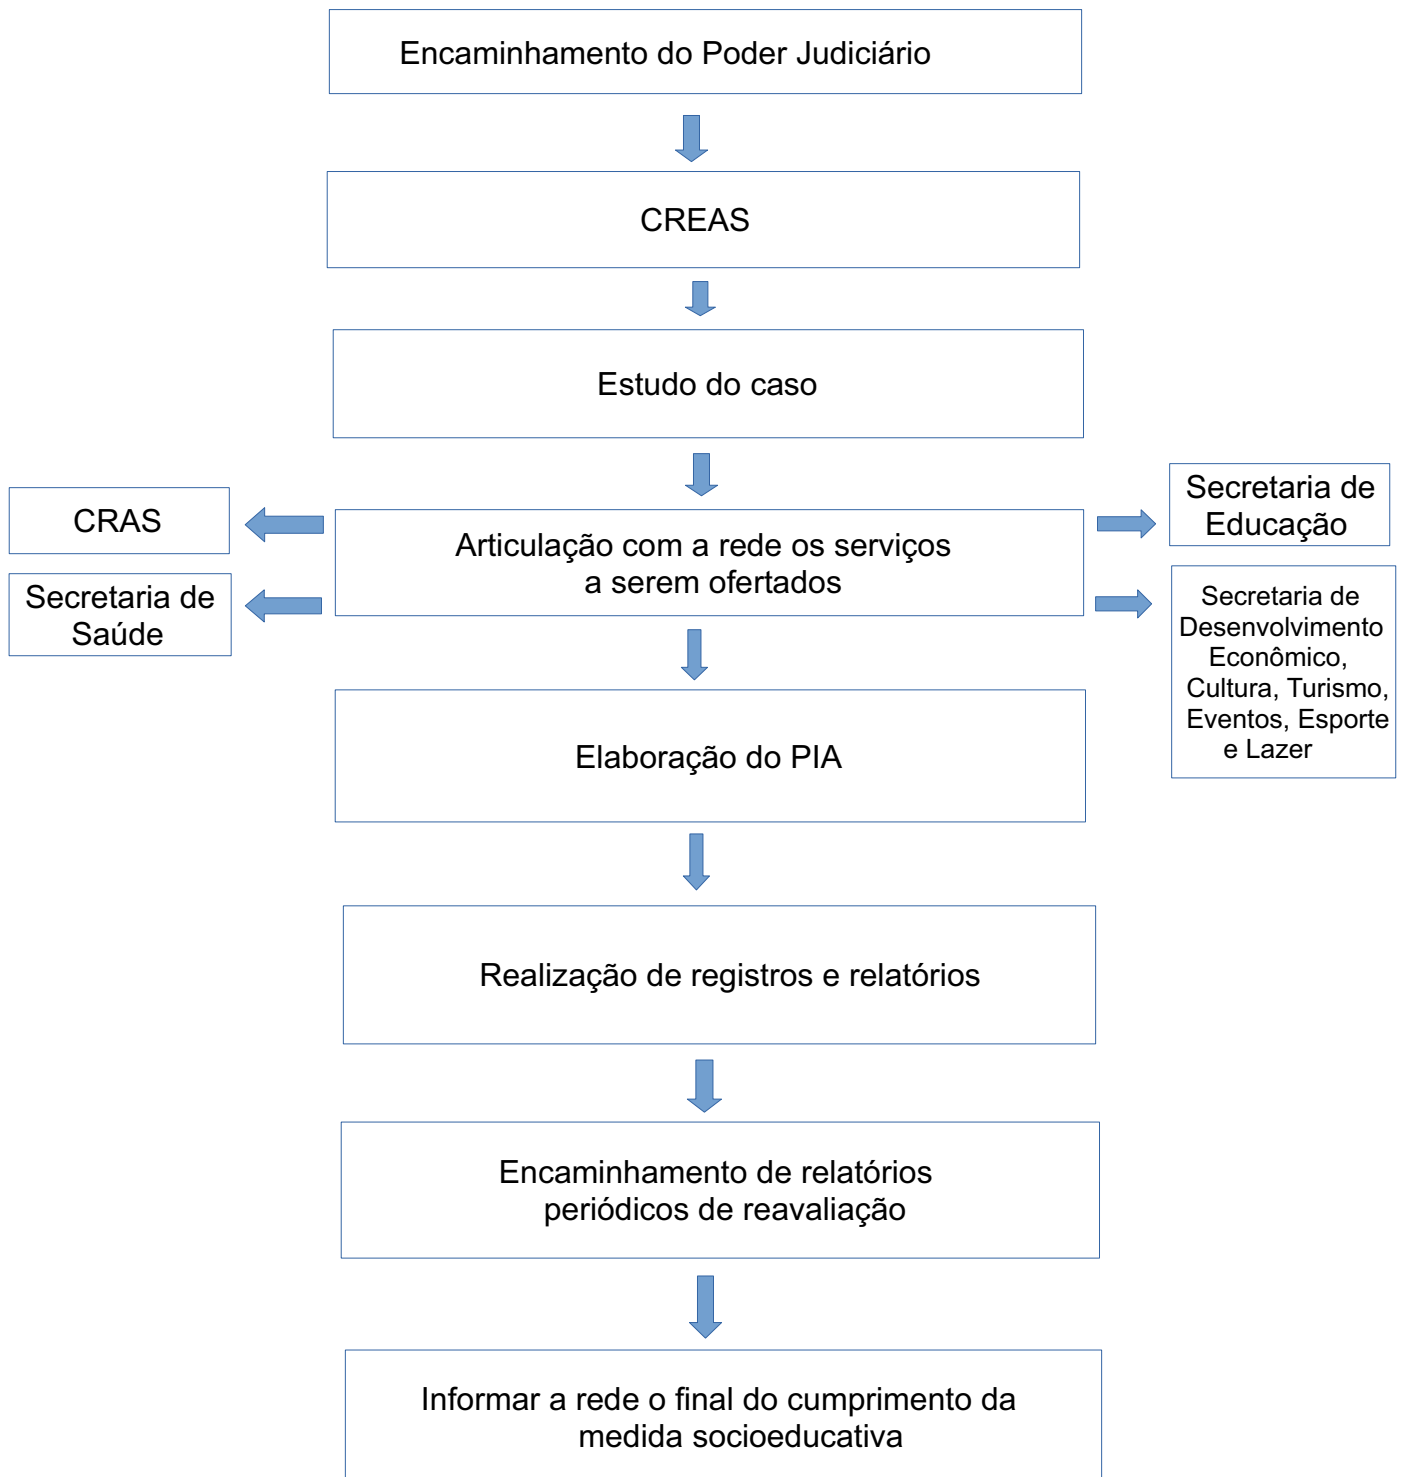 Encaminhamento do Poder Judiciário
CREAS
Estudo do caso
CRAS
Secretaria de
Saúde
Articulação com a rede os serviços
a serem ofertados
Secretaria de
Educação
Secretaria de
Desenvolvimento
Econômico,
Cultura, Turismo,
Eventos, Esporte
e Lazer
Elaboração do PIA
Realização de registros e relatórios
Encaminhamento de relatórios
periódicos de reavaliação
Informar a rede o final do cumprimento da
medida socioeducativa